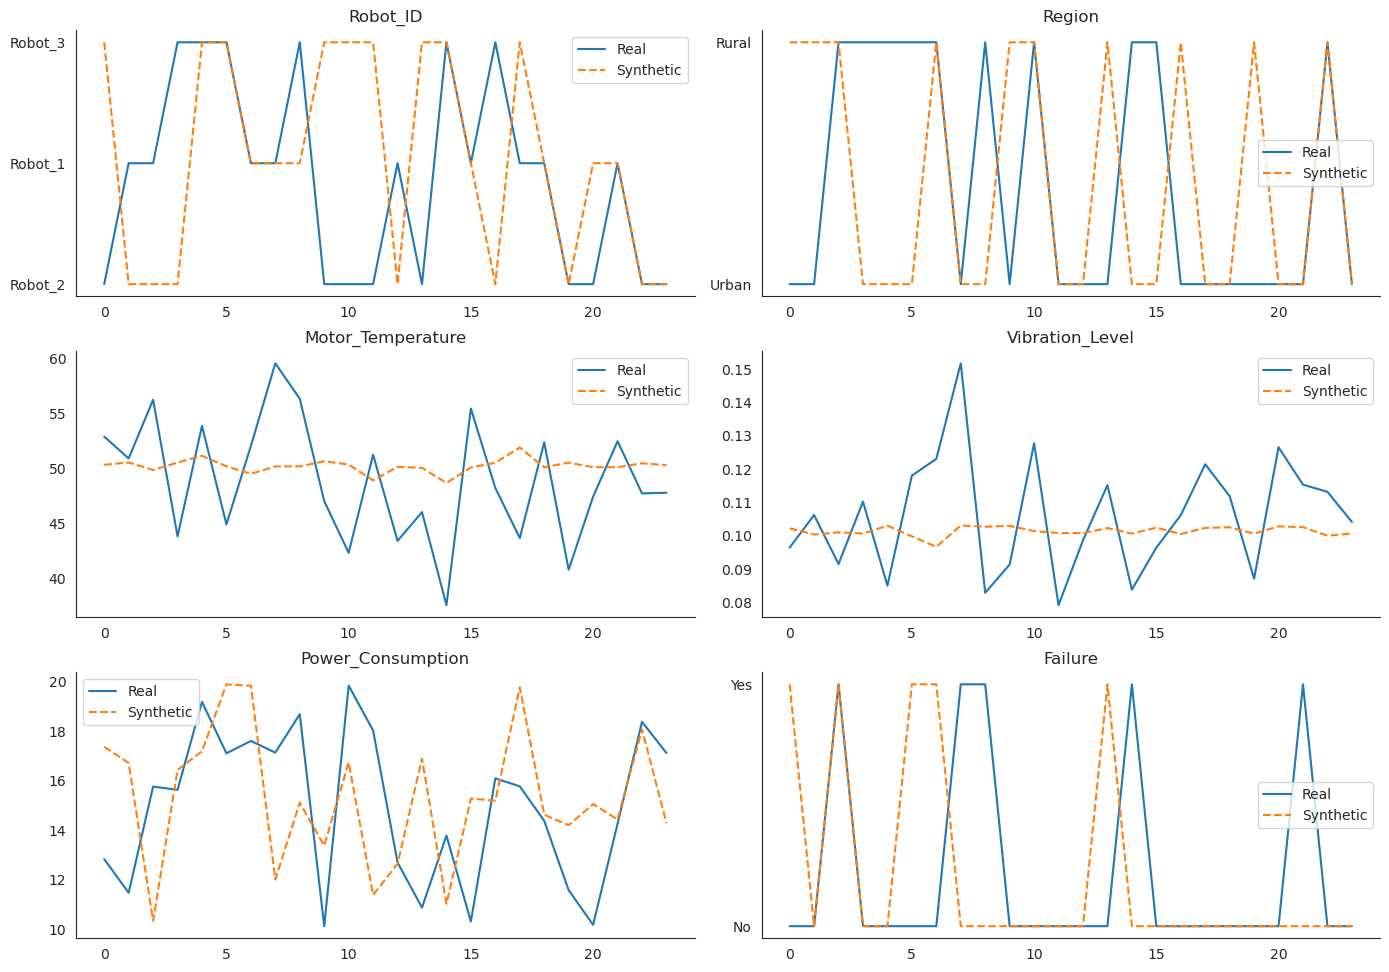 Robot_ID
Robot_3
Robot_1
Robot_2
Real
Synthetic
0 5 10 15 20
Region
Rural
Urban
Real
Synthetic
0 5 10 15 20
Motor_Temperature
60
55
50
45
40
Real
Synthetic
0 5 10 15 20
Vibration_Level
0.15
0.14
0.13
0.12
0.11
0.10
0.09
0.08
Real
Synthetic
0 5 10 15 20
Power_Consumption
20
18
16
14
12
10
Real
Synthetic
0 5 10 15 20
Failure
Yes
No
Real
Synthetic
0 5 10 15 20